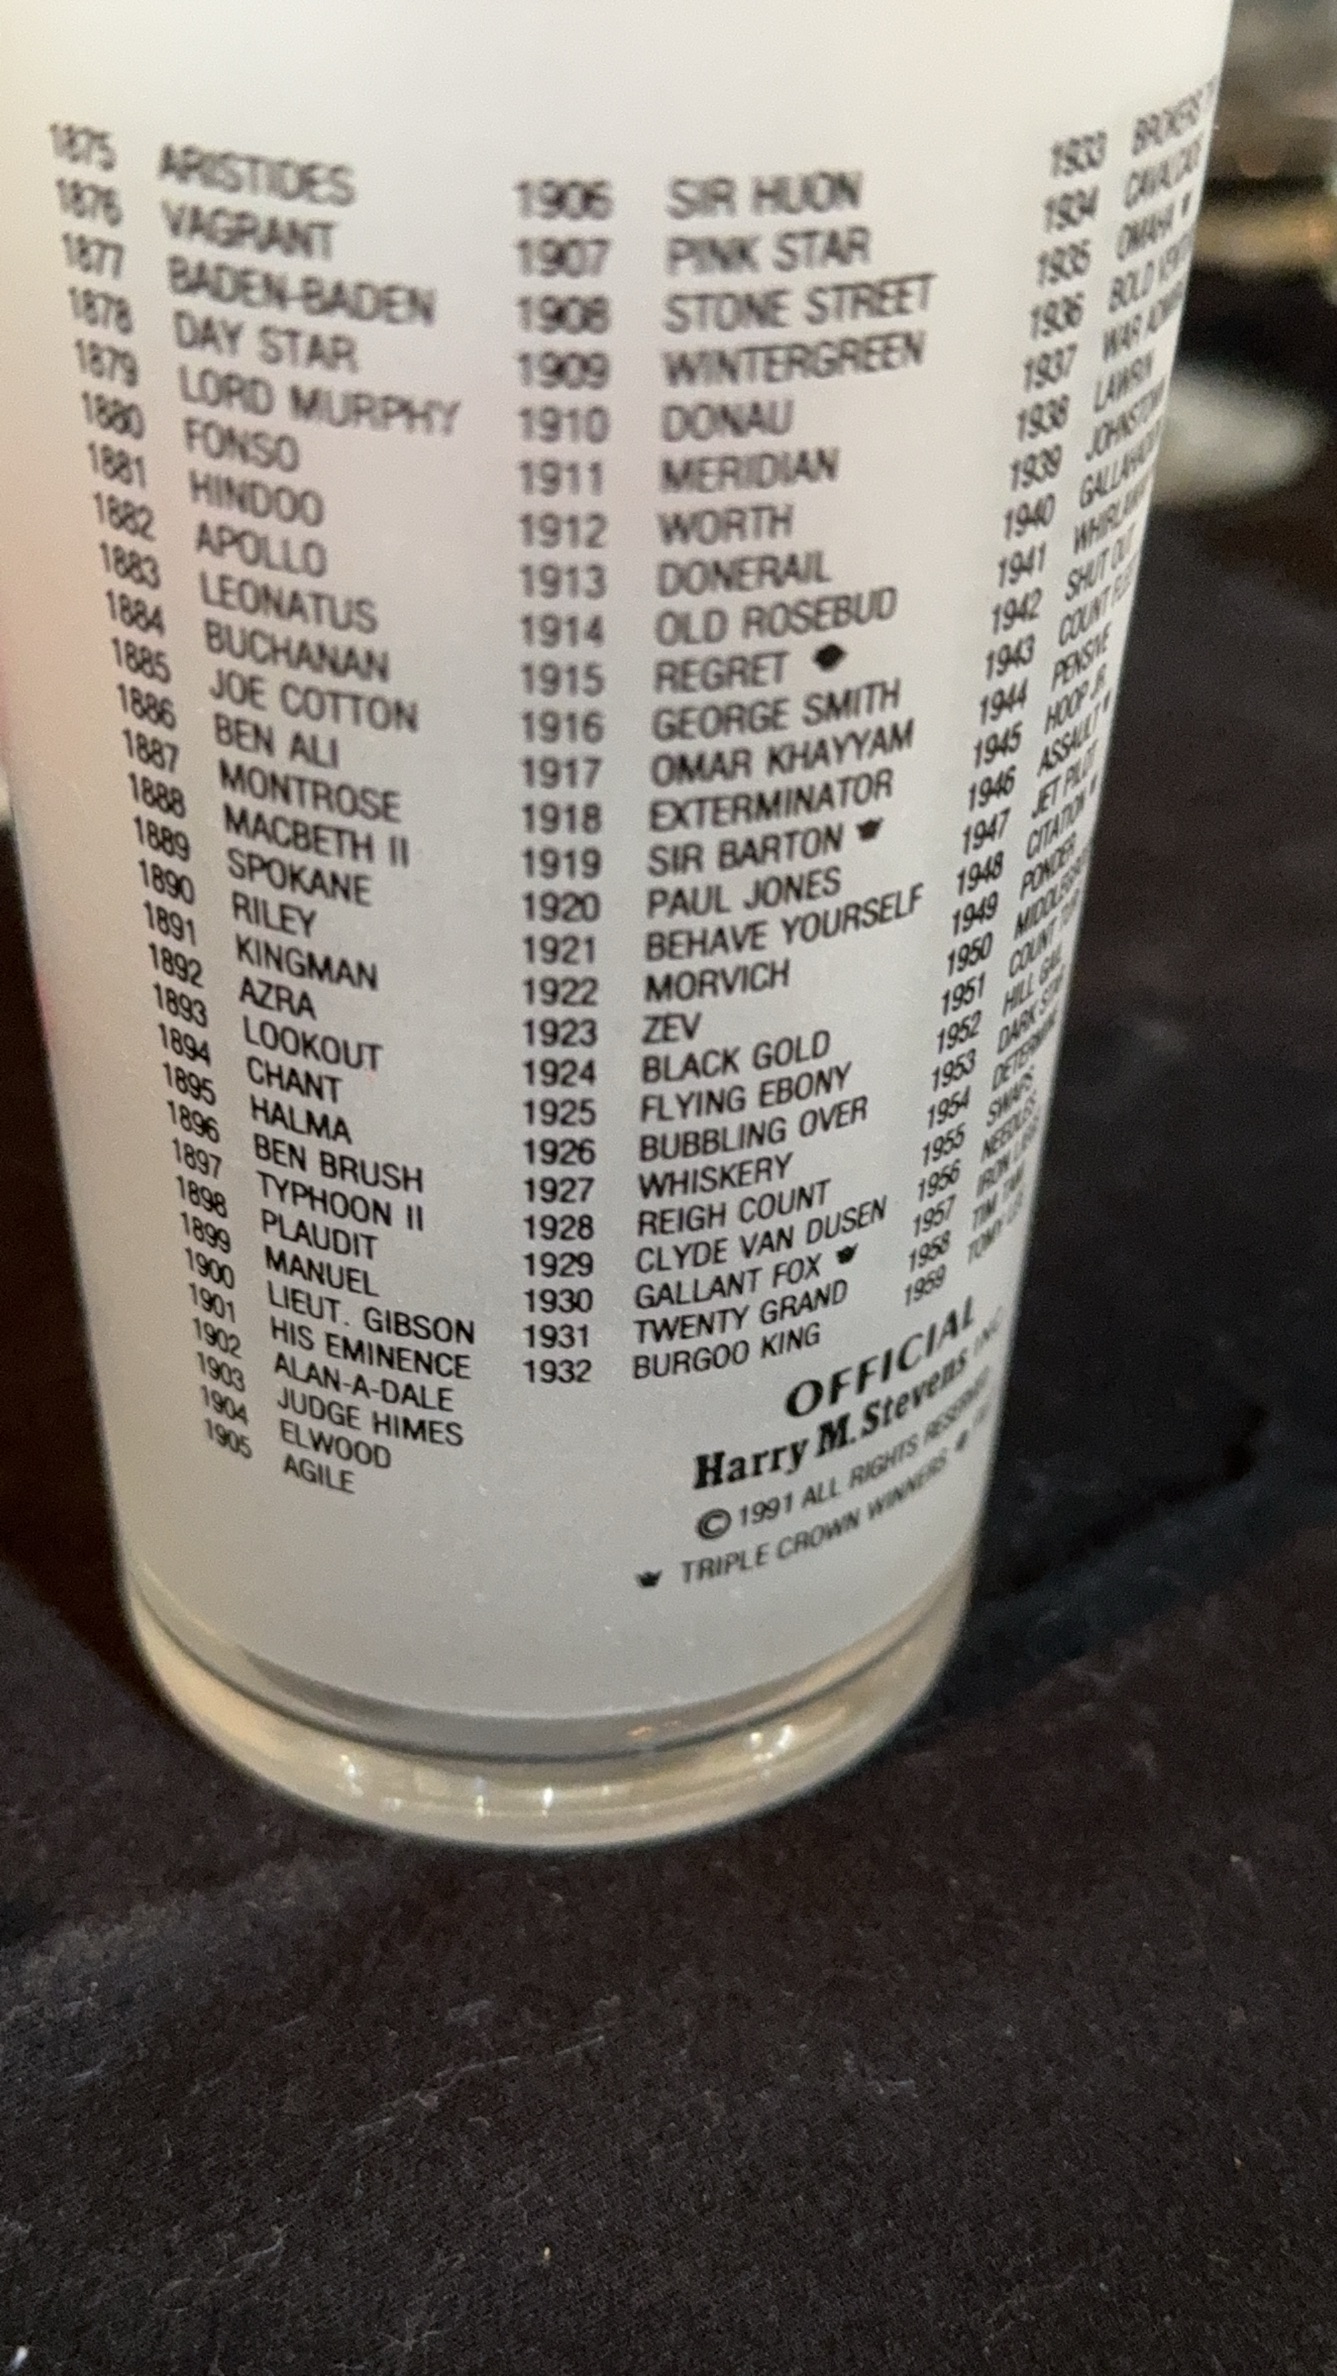 1875 ARISTIDES
1876 VAGRANT
1877 BADEN-BADEN
1878 DAY STAR
1879 LORD MURPHY
1880 FONSO
1881 HINDOO
1882 APOLLO
1883 LEONATUS
1884 BUCHANAN
1885 JOE COTTON
1886 BEN ALI
1887 MONTROSE
1888 MACBETH II
1889 SPOKANE
1890 RILEY
1891 KINGMAN
1892 AZRA
1893 LOOKOUT
1894 CHANT
1895 HALMA
1896 BEN BRUSH
1897 TYPHOON II
1898 PLAUDIT
1899 MANUEL
1900 LIEUT. GIBSON
1901 HIS EMINENCE
1902 ALAN-A-DALE
1903 JUDGE HIMES
1904 ELWOOD
1905 AGILE
1906 SIR HUON
1907 PINK STAR
1908 STONE STREET
1909 WINTERGREEN
1910 DONAU
1911 MERIDIAN
1912 WORTH
1913 DONERAIL
1914 OLD ROSEBUD
1915 REGRET
1916 GEORGE SMITH
1917 OMAR KHAYYAM
1918 EXTERMINATOR
1919 SIR BARTON
1920 PAUL JONES
1921 BEHAVE YOURSELF
1922 MORVICH
1923 ZEV
1924 BLACK GOLD
1925 FLYING EBONY
1926 BUBBLING OVER
1927 WHISKERY
1928 REIGH COUNT
1929 CLYDE VAN DUSEN
1930 GALLANT FOX
1931 TWENTY GRAND
1932 BURGOO KING
1933 BROKERS
1934 CAVALCADE
1935 OMAHA
1936 BOLD
1937 WAR
1938 LAWRIN
1939
1940
1941
1942 SHUT OUT
1943 COUNT
1944 PENSIVE
1945 HOOP JR.
1946 ASSAULT
1947 JET PILOT
1948 CITATION
1949 PONDER
1950
1951 COUNT
1952 HILL GAIL
1953 DARK
1954
1955 SWAPS
1956 NEEDLES
1957 IRON
1958 TIM TAM
1959 TOMY LEE
OFFICIAL
Harry M. Stevens INC
© 1991 ALL RIGHTS RESERVED
TRIPLE CROWN WINNERS